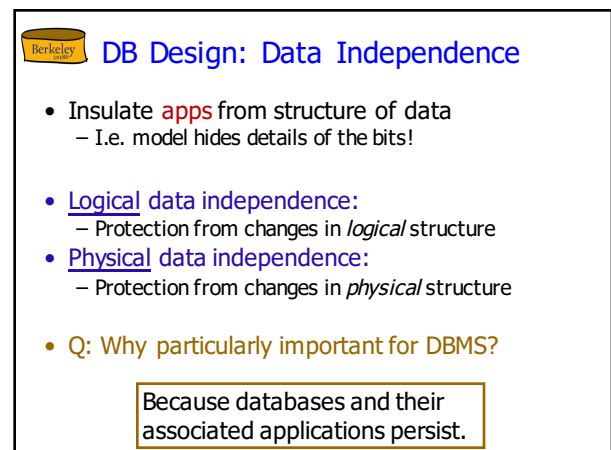 Berkeley
cs186
DB Design: Data Independence
• Insulate apps from structure of data
– I.e. model hides details of the bits!
• Logical data independence:
– Protection from changes in logical structure
• Physical data independence:
– Protection from changes in physical structure
• Q: Why particularly important for DBMS?
Because databases and their
associated applications persist.